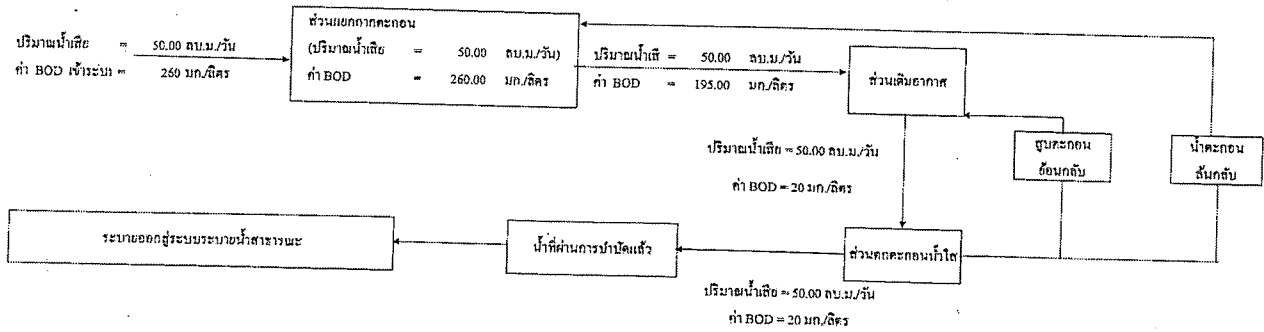 ปริมาณน้ำเสีย = 50.00 ลบ.ม./วัน
ค่า BOD เข้าระบบ = 260 มก./ลิตร
ส่วนแยกกากตะกอน
(ปริมาณน้ำเสีย = 50.00 ลบ.ม./วัน)
ค่า BOD = 260.00 มก./ลิตร
ปริมาณน้ำเสี = 50.00 ลบ.ม./วัน
ค่า BOD = 195.00 มก./ลิตร
ส่วนเติมอากาศ
ปริมาณน้ำเสีย = 50.00 ลบ.ม./วัน
ค่า BOD = 20 มก./ลิตร
สูบตะกอน
ย้อนกลับ
น้ำตะกอน
ล้นกลับ
ระบายออกสู่ระบบระบายน้ำสาธารณะ
น้ำที่ผ่านการบำบัดแล้ว
ส่วนตกตะกอนน้ำใส
ปริมาณน้ำเสีย = 50.00 ลบ.ม./วัน
ค่า BOD = 20 มก./ลิตร